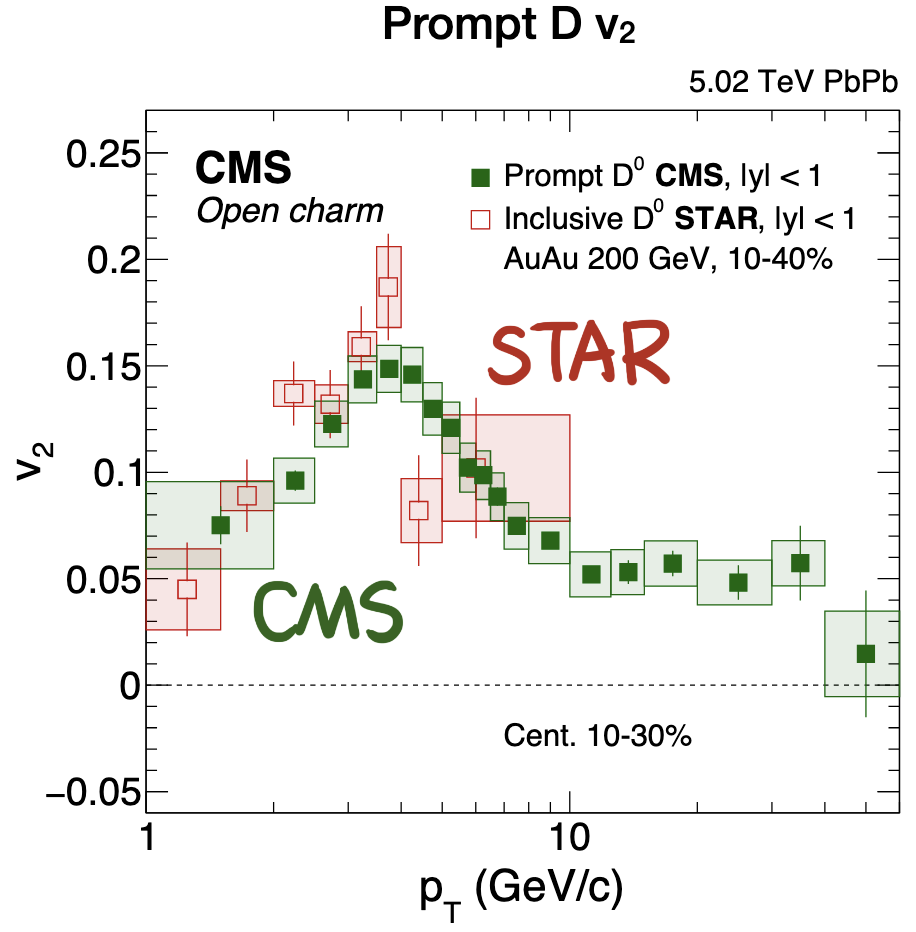 Prompt D v₂
5.02 TeV PbPb
CMS
Open charm
Prompt D⁰ CMS, |y| < 1
Inclusive D⁰ STAR, |y| < 1
AuAu 200 GeV, 10-40%
STAR
CMS
Cent. 10-30%
v₂
0.25
0.2
0.15
0.1
0.05
0
−0.05
1
10
p_T (GeV/c)